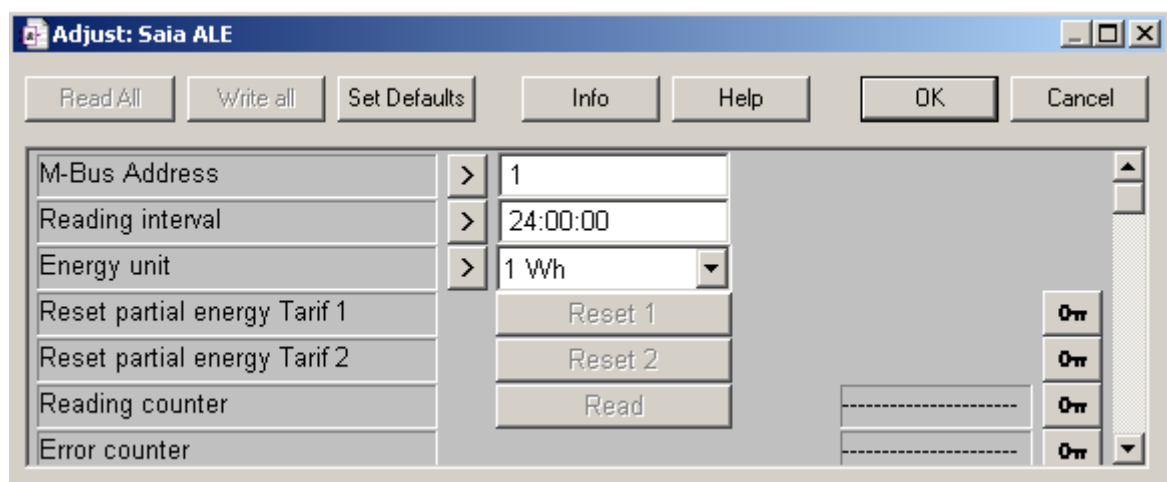 Adjust: Saia ALE
Read All Write all Set Defaults Info Help OK Cancel
M-Bus Address > 1
Reading interval > 24:00:00
Energy unit > 1 Wh
Reset partial energy Tarif 1 Reset 1
Reset partial energy Tarif 2 Reset 2
Reading counter Read ---------------------
Error counter ---------------------